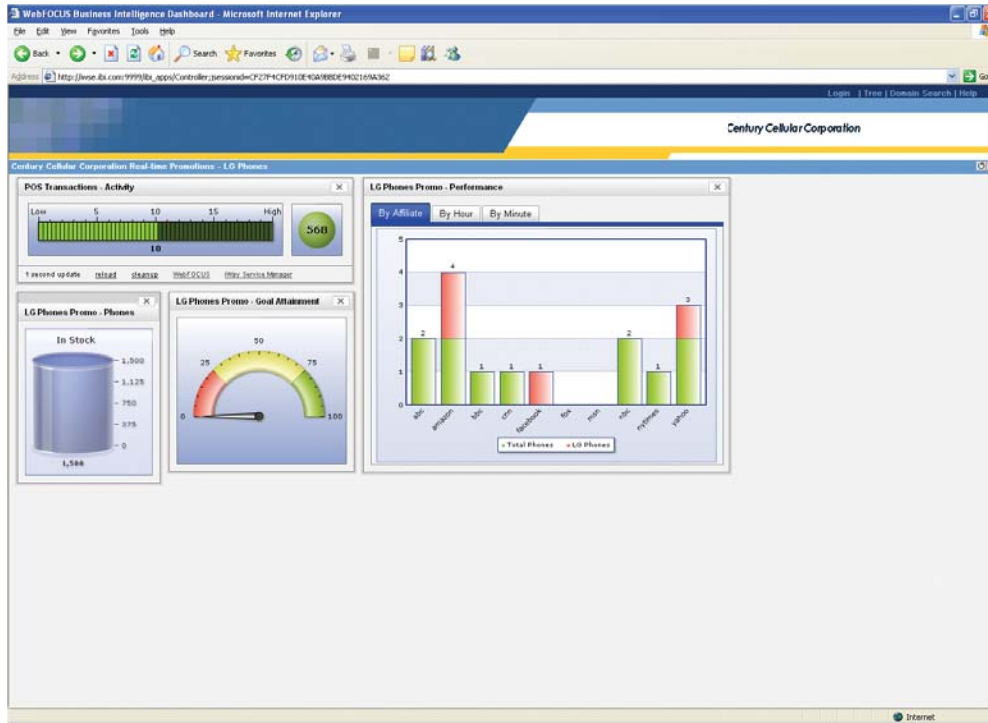 WebFOCUS Business Intelligence Dashboard - Microsoft Internet Explorer
File Edit View Favorites Tools Help
Back Search Favorites
Address Go
Login | Tree | Domain Search | Help
Century Cellular Corporation
Century Cellular Corporation Real-time Promotions - LG Phones
POS Transactions - Activity
Low 5 10 15 High
568
10
1 second update reload cleanup WebFOCUS iWay Service Manager
LG Phones Promo - Phones
In Stock
1,500
1,125
750
375
0
LG Phones Promo - Goal Attainment
0 25 50 75 100
LG Phones Promo - Performance
By Affiliate By Hour By Minute
5
4
3
2
1
0
2 4 1 1 1 2 1 3
abc amazon bbc cnn facebook fox msn nbc nytimes yahoo
Total Phones LG Phones
Internet